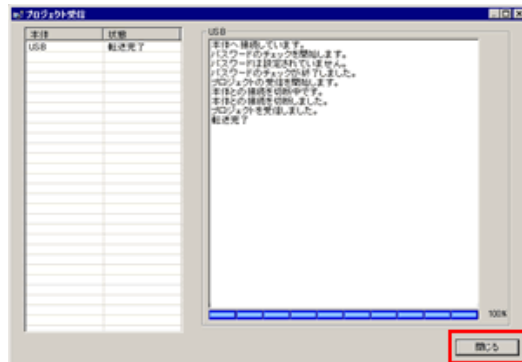 プロジェクト受信
本体 状態
USB 転送完了
USB
本体へ接続しています。
パスワードのチェックを開始します。
パスワードは設定されていません。
パスワードのチェックが終了しました。
プロジェクトの受信を開始します。
本体との接続を切断中です。
本体との接続を切断しました。
プロジェクトを受信しました。
転送完了
100%
閉じる